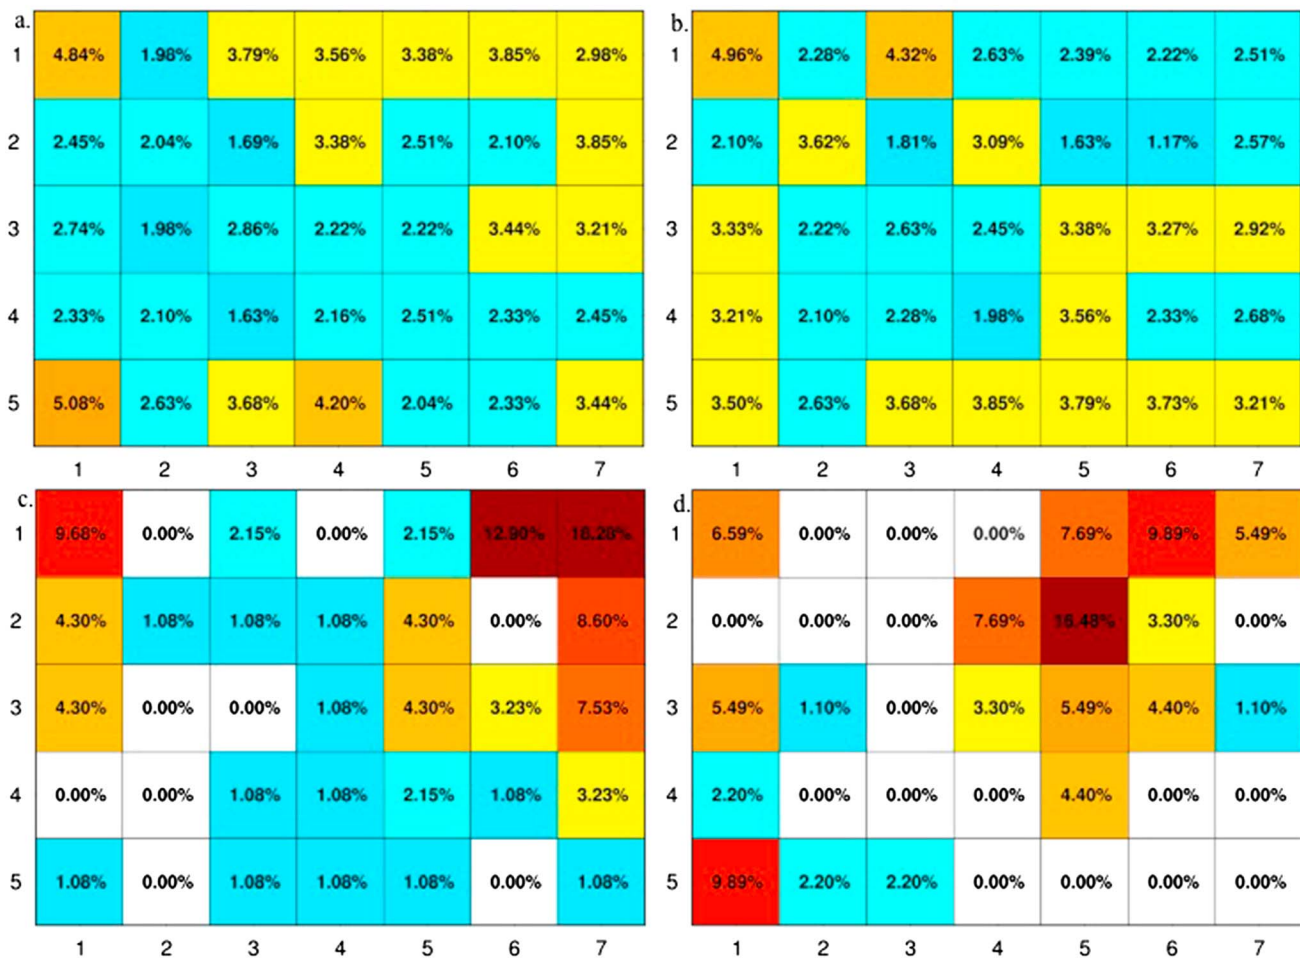 a.
1 4.84% 1.98% 3.79% 3.56% 3.38% 3.85% 2.98%
2 2.45% 2.04% 1.69% 3.38% 2.51% 2.10% 3.85%
3 2.74% 1.98% 2.86% 2.22% 2.22% 3.44% 3.21%
4 2.33% 2.10% 1.63% 2.16% 2.51% 2.33% 2.45%
5 5.08% 2.63% 3.68% 4.20% 2.04% 2.33% 3.44%
1 2 3 4 5 6 7
b.
1 4.96% 2.28% 4.32% 2.63% 2.39% 2.22% 2.51%
2 2.10% 3.62% 1.81% 3.09% 1.63% 1.17% 2.57%
3 3.33% 2.22% 2.63% 2.45% 3.38% 3.27% 2.92%
4 3.21% 2.10% 2.28% 1.98% 3.56% 2.33% 2.68%
5 3.50% 2.63% 3.68% 3.85% 3.79% 3.73% 3.21%
1 2 3 4 5 6 7
c.
1 9.68% 0.00% 2.15% 0.00% 2.15% 12.90% 18.28%
2 4.30% 1.08% 1.08% 1.08% 4.30% 0.00% 8.60%
3 4.30% 0.00% 0.00% 1.08% 4.30% 3.23% 7.53%
4 0.00% 0.00% 1.08% 1.08% 2.15% 1.08% 3.23%
5 1.08% 0.00% 1.08% 1.08% 1.08% 0.00% 1.08%
1 2 3 4 5 6 7
d.
1 6.59% 0.00% 0.00% 0.00% 7.69% 9.89% 5.49%
2 0.00% 0.00% 0.00% 7.69% 16.48% 3.30% 0.00%
3 5.49% 1.10% 0.00% 3.30% 5.49% 4.40% 1.10%
4 2.20% 0.00% 0.00% 0.00% 4.40% 0.00% 0.00%
5 9.89% 2.20% 2.20% 0.00% 0.00% 0.00% 0.00%
1 2 3 4 5 6 7